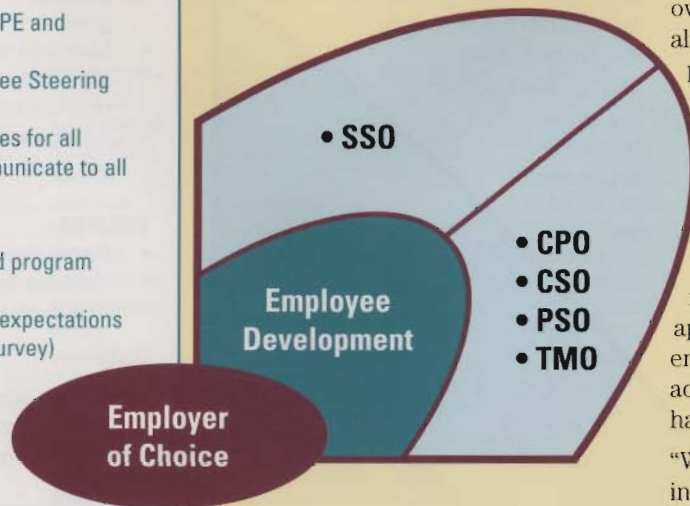 PE and
ee Steering
es for all
unicate to all
d program
expectations
urvey)
• SSO
• CPO
• CSO
• PSO
• TMO
Employee
Development
Employer
of Choice
ow
al
ap
en
ac
ha
“W
in